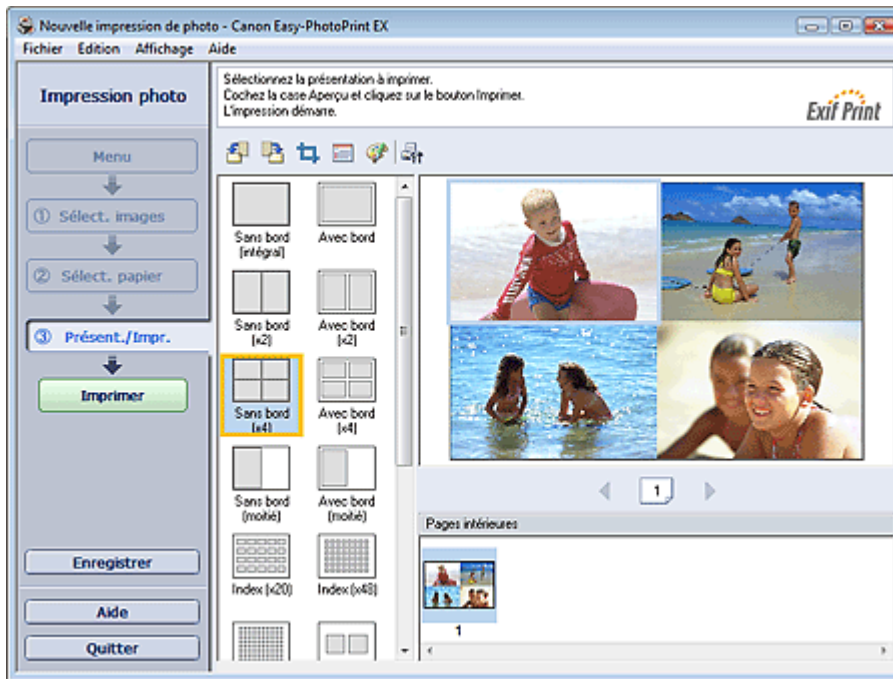 Nouvelle impression de photo - Canon Easy-PhotoPrint EX
Fichier Edition Affichage Aide
Impression photo
Sélectionnez la présentation à imprimer.
Cochez la case Aperçu et cliquez sur le bouton Imprimer.
L'impression démarre.
Exif Print
Menu
① Sélect. images
② Sélect. papier
③ Présent./Impr.
Imprimer
Enregistrer
Aide
Quitter
Sans bord
(intégral)
Avec bord
Sans bord
(x2)
Avec bord
(x2)
Sans bord
(x4)
Avec bord
(x4)
Sans bord
(moitié)
Avec bord
(moitié)
Index (x20)
Index (x48)
1
Pages intérieures
1